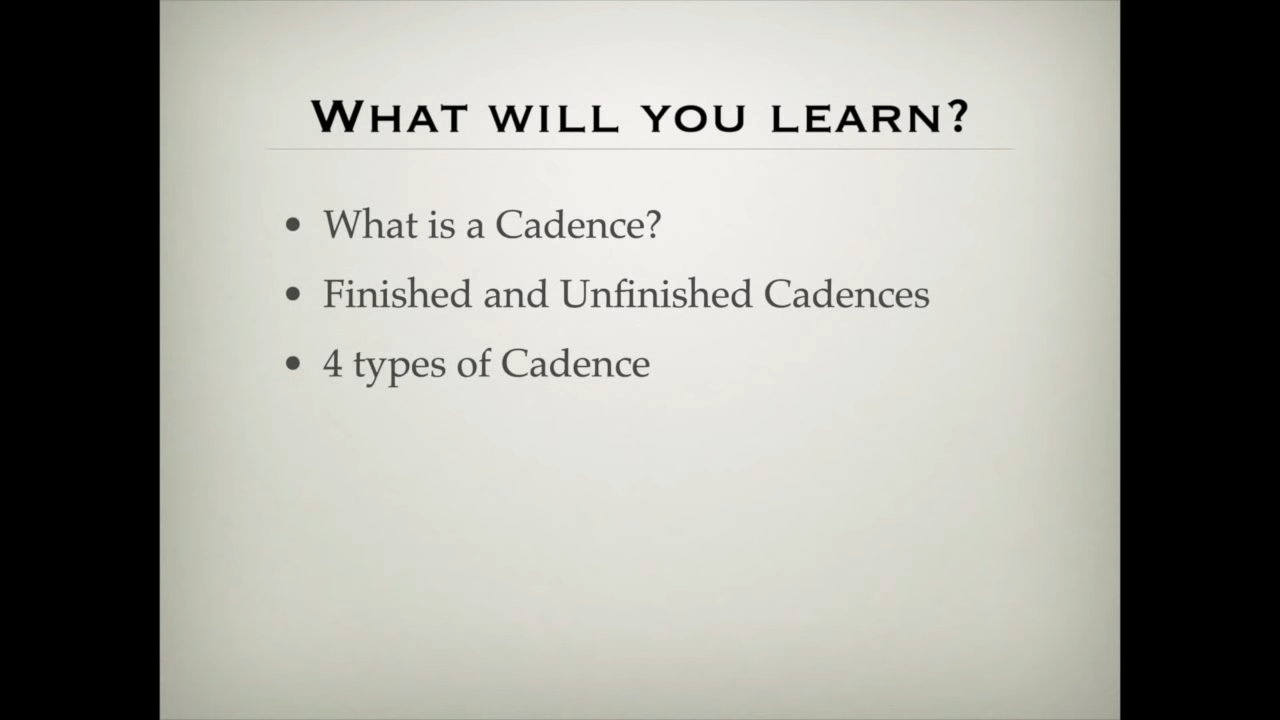 What will you learn?
• What is a Cadence?
• Finished and Unfinished Cadences
• 4 types of Cadence